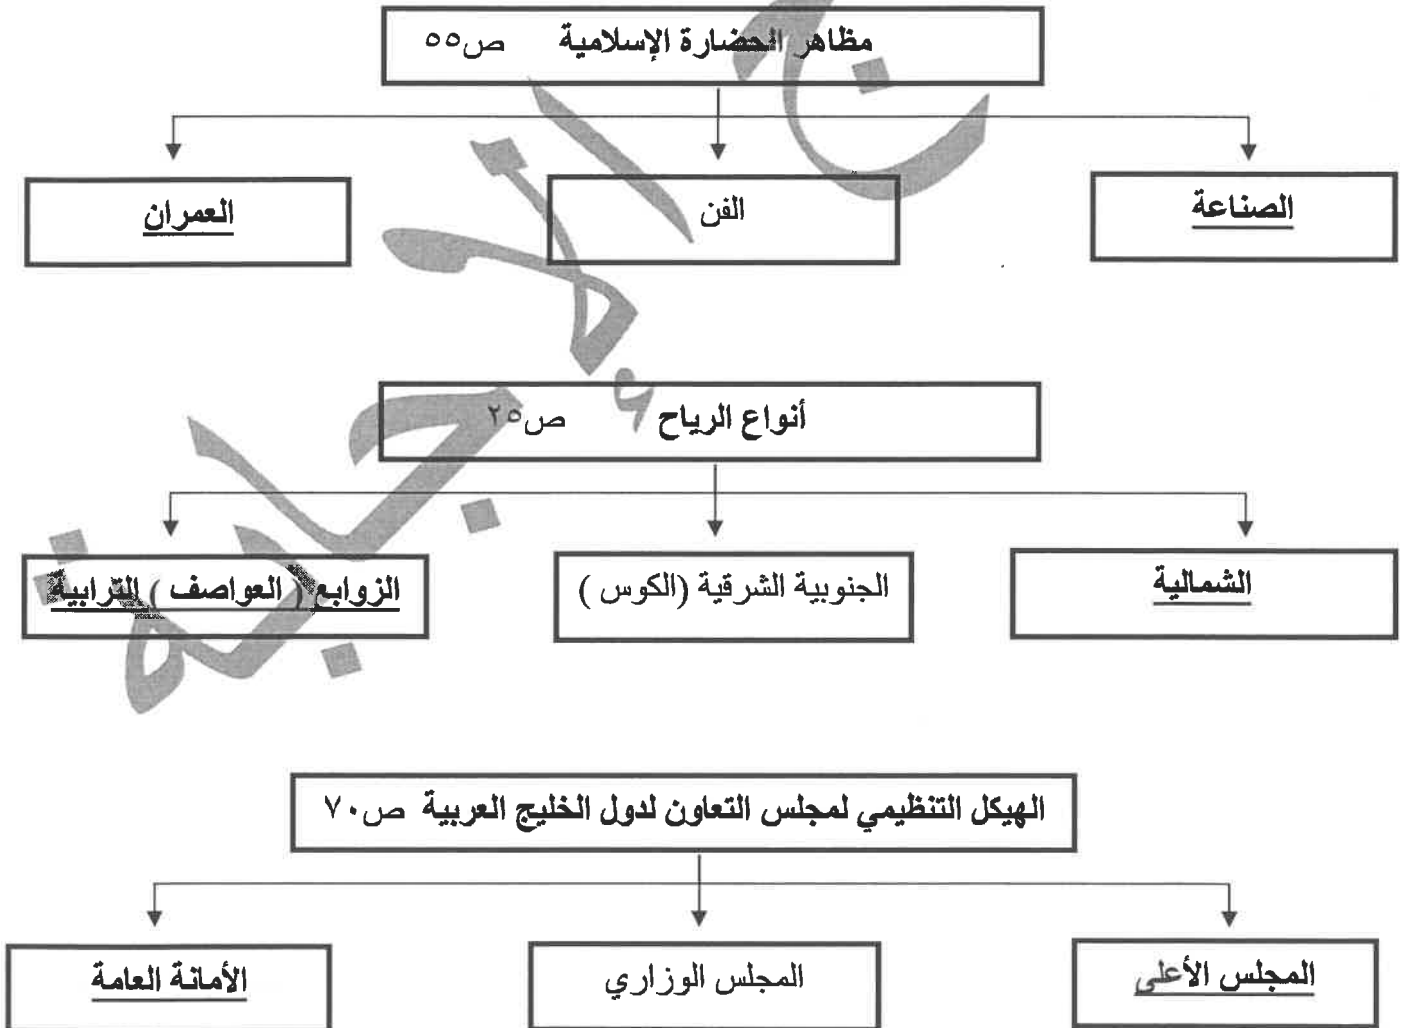 مظاهر الحضارة الإسلامية ص٥٥
الصناعة
الفن
العمران
أنواع الرياح ص٢٥
الشمالية
الجنوبية الشرقية (الكوس )
الزوابع ( العواصف ) الترابية
الهيكل التنظيمي لمجلس التعاون لدول الخليج العربية ص٧٠
المجلس الأعلى
المجلس الوزاري
الأمانة العامة